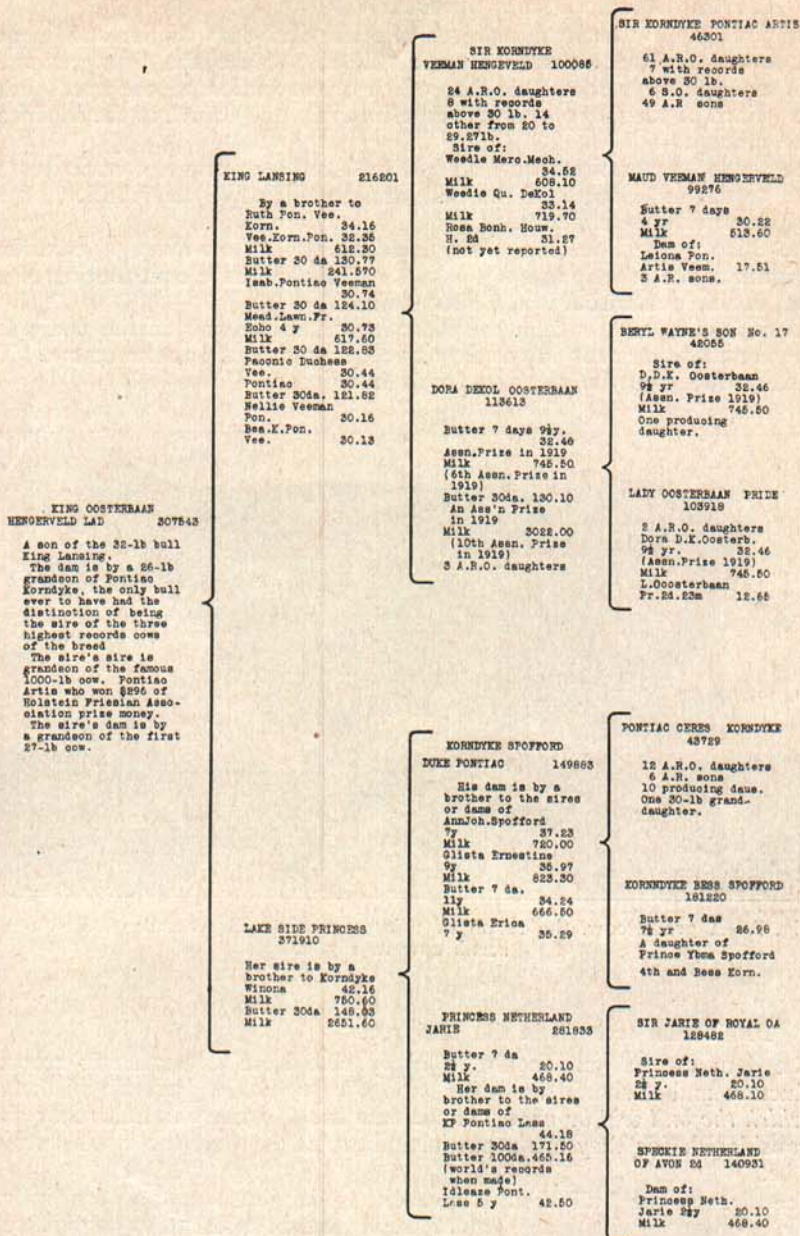 KING OOSTERBAAN
HENGERVELD LAD 307543
A son of the 32-lb bull
King Lansing.
The dam is by a 26-lb
grandson of Pontiac
Korndyke, the only bull
ever to have had the
distinction of being
the sire of the three
highest records cows
of the breed
The sire's sire is
grandson of the famous
1000-lb cow. Pontiac
Artis who won $296 of
Holstein Friesian Asso-
ciation prize money.
The sire's dam is by
a grandson of the first
27-lb cow.
KING LANSING 216201
By a brother to
Ruth Pon. Vee.
Korn. 34.16
Vee.Korn.Pon. 32.35
Milk 612.30
Butter 30 da 130.77
Milk 241.570
Isab.Pontiac Veeman
30.74
Butter 30 da 124.10
Mead.Lawn.Pr.
Echo 4 y 30.73
Milk 617.60
Butter 30 da 122.83
Paconic Duchess
Vee. 30.44
Pontiac 30.44
Butter 30da. 121.82
Nellie Veeman
Pon. 30.16
Bea.K.Pon.
Vee. 30.13
LAKE SIDE PRINCESS
371910
Her sire is by a
brother to Korndyke
Winona 42.16
Milk 750.60
Butter 30da 148.03
Milk 2651.60
SIR KORNDYKE
VEEMAN HENGEVELD 100085
24 A.R.O. daughters
8 with records
above 30 lb. 14
other from 20 to
29.271b.
Sire of:
Weedle Merc.Mech.
34.52
Milk 608.10
Weedie Qu. DeKol
33.14
Milk 719.70
Rosa Bonh. Houw.
H. 2d 31.27
(not yet reported)
DORA DEKOL OOSTERBAAN
113613
Butter 7 days 9½y.
32.46
Assn.Prize in 1919
Milk 745.50
(6th Assn. Prize in
1919)
Butter 30da. 130.10
An Ass'n Prize
in 1919
Milk 3022.00
(10th Assn. Prize
in 1919)
3 A.R.O. daughters
KORNDYKE SPOFFORD
DUKE PONTIAC 149883
His dam is by a
brother to the sires
or dams of
AnnJoh.Spofford
7y 37.23
Milk 720.00
Glista Ernestine
9y 35.97
Milk 823.30
Butter 7 da.
11y 34.24
Milk 666.50
Glista Erica
7 y 35.29
PRINCESS NETHERLAND
JARIE 281833
Butter 7 da
2½ y. 20.10
Milk 468.40
Her dam is by
brother to the sires
or dams of
KP Pontiac Lass
44.18
Butter 30da 171.50
Butter 100da.465.16
(world's records
when made)
Idleaze Pont.
Lass 5 y 42.50
SIR KORNDYKE PONTIAC ARTIS
46301
61 A.R.O. daughters
7 with records
above 30 lb.
6 S.O. daughters
49 A.R sons
MAUD VEEMAN HENGERVELD
99276
Butter 7 days
4 yr 30.22
Milk 513.60
Dam of:
Leiona Pon.
Artis Veem. 17.51
3 A.R. sons.
BERYL WAYNE'S SON No. 17
42055
Sire of:
D.D.K. Oosterbaan
9½ yr 32.46
(Assn. Prize 1919)
Milk 745.50
One producing
daughter.
LADY OOSTERBAAN PRIDE
103918
2 A.R.O. daughters
Dora D.K.Oosterb.
9½ yr. 32.46
(Assn.Prize 1919)
Milk 745.50
L.Ooosterbaan
Pr.2d.23m 12.65
PONTIAC CERES KORNDYKE
43729
12 A.R.O. daughters
6 A.R. sons
10 producing daus.
One 30-lb grand-
daughter.
KORNNDYKE BESS SPOFFORD
181220
Butter 7 das
7½ yr 26.98
A daughter of
Prince Ybma Spofford
4th and Bess Korn.
SIR JARIE OF ROYAL OA
128482
Sire of:
Princess Neth. Jarie
2½ y. 20.10
Milk 468.10
SPECKIE NETHERLAND
OF AVON 2d 140931
Dam of:
Princess Neth.
Jarie 2½y 20.10
Milk 468.40